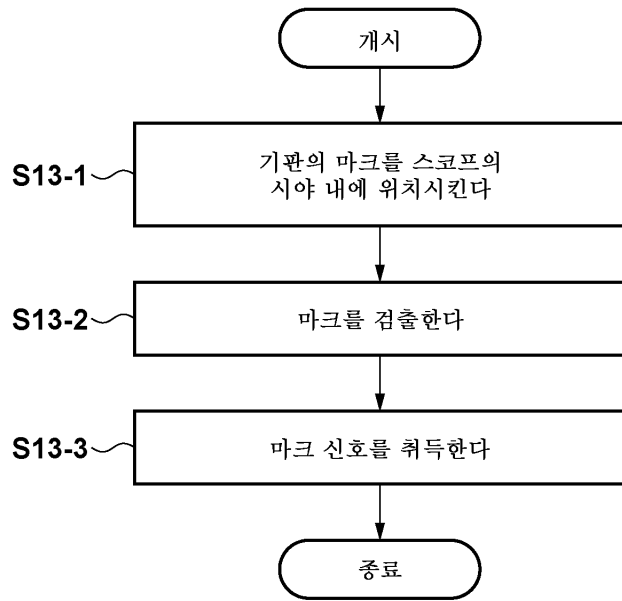 개시
S13-1
기판의 마크를 스코프의
시야 내에 위치시킨다
S13-2
마크를 검출한다
S13-3
마크 신호를 취득한다
종료